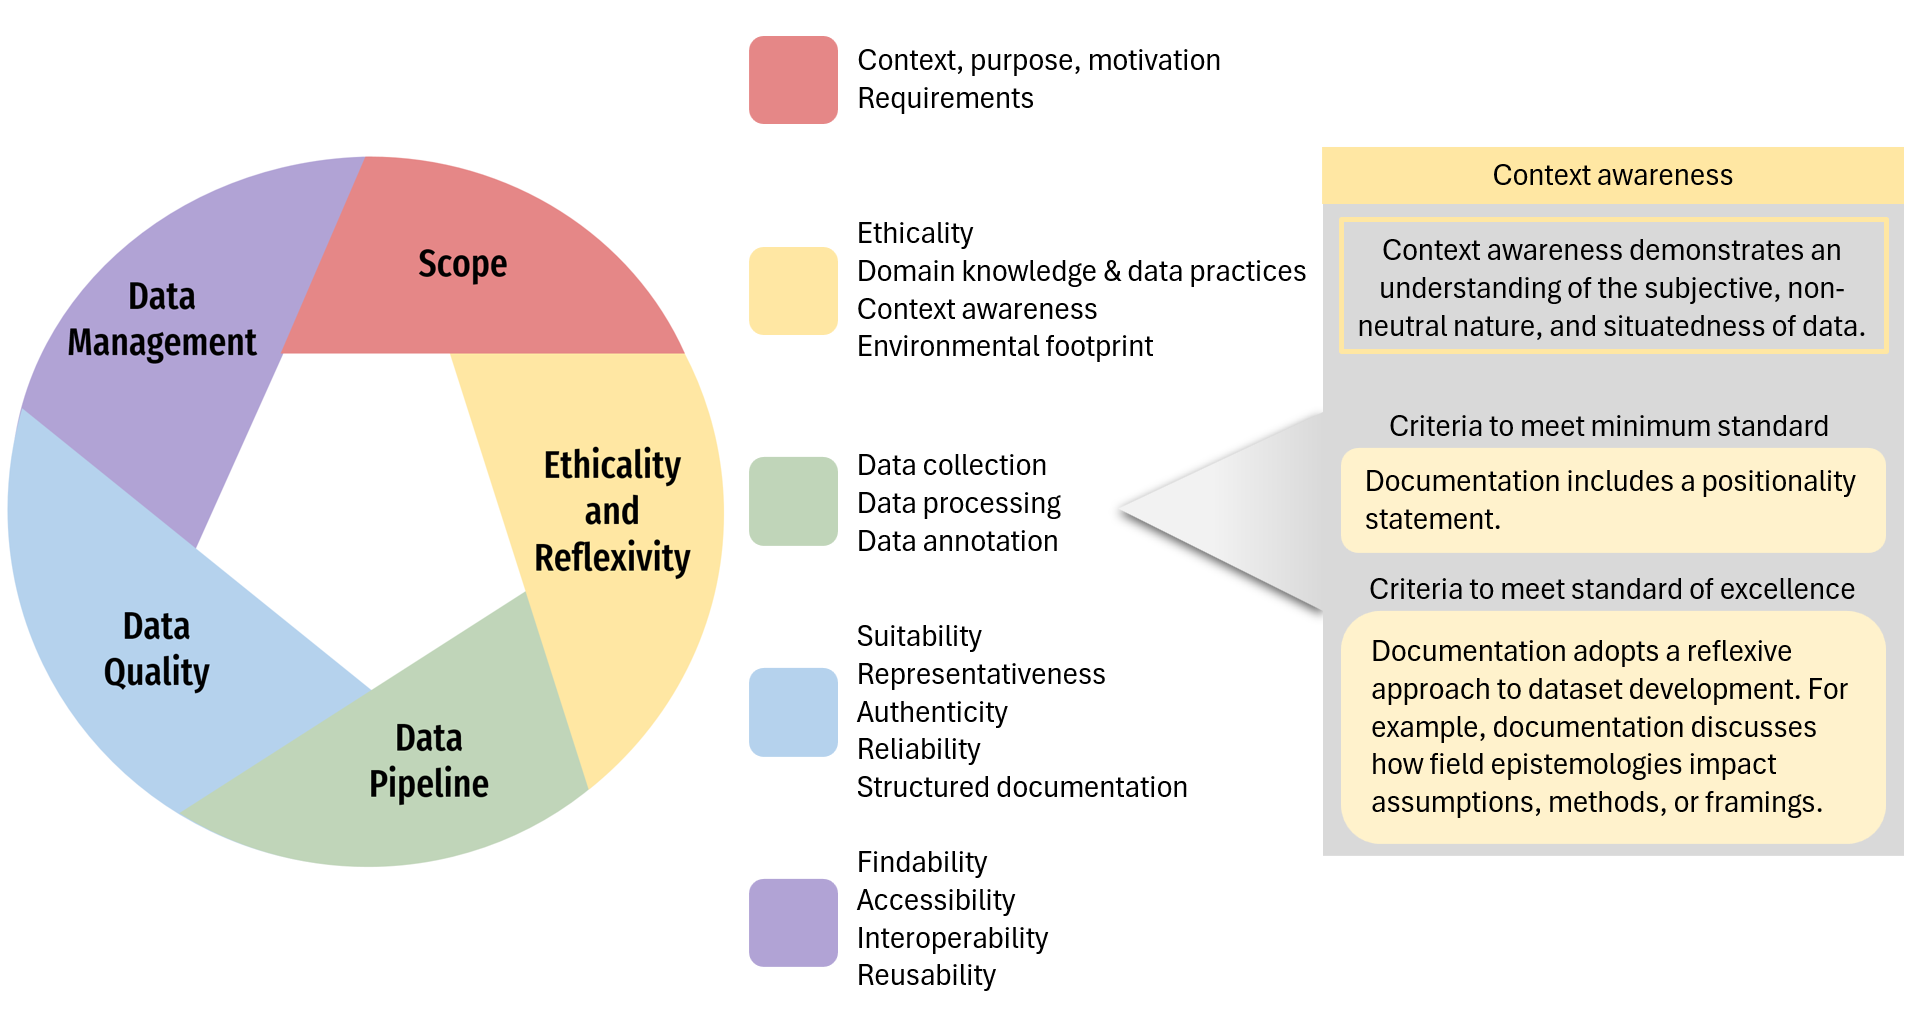 Scope
Ethicality
and
Reflexivity
Data
Pipeline
Data
Quality
Data
Management
Context, purpose, motivation
Requirements
Ethicality
Domain knowledge & data practices
Context awareness
Environmental footprint
Data collection
Data processing
Data annotation
Suitability
Representativeness
Authenticity
Reliability
Structured documentation
Findability
Accessibility
Interoperability
Reusability
Context awareness
Context awareness demonstrates an
understanding of the subjective, non-
neutral nature, and situatedness of data.
Criteria to meet minimum standard
Documentation includes a positionality
statement.
Criteria to meet standard of excellence
Documentation adopts a reflexive
approach to dataset development. For
example, documentation discusses
how field epistemologies impact
assumptions, methods, or framings.